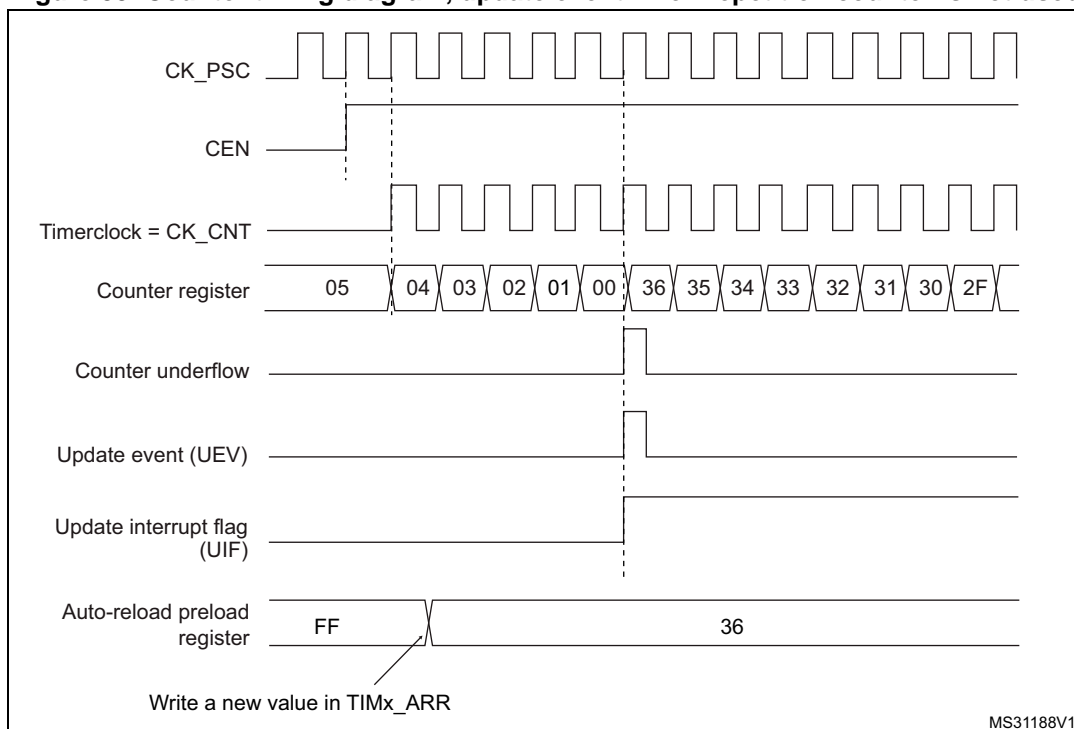 CK_PSC
CEN
Timerclock = CK_CNT
Counter register
05 04 03 02 01 00 36 35 34 33 32 31 30 2F
Counter underflow
Update event (UEV)
Update interrupt flag
(UIF)
Auto-reload preload
register
FF 36
Write a new value in TIMx_ARR
MS31188V1